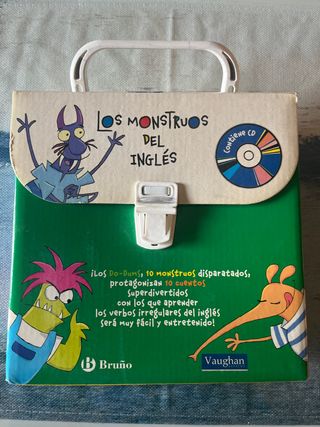 Los MONSTRUOS
DEL
INGLÉS
CONTIENE CD
¡Los Do-Dums, 10 monstruos disparatados,
protagonizan 10 cuentos
superdivertidos
con los que aprender
los verbos irregulares del inglés
será muy fácil y entretenido!
Bruño
Vaughan